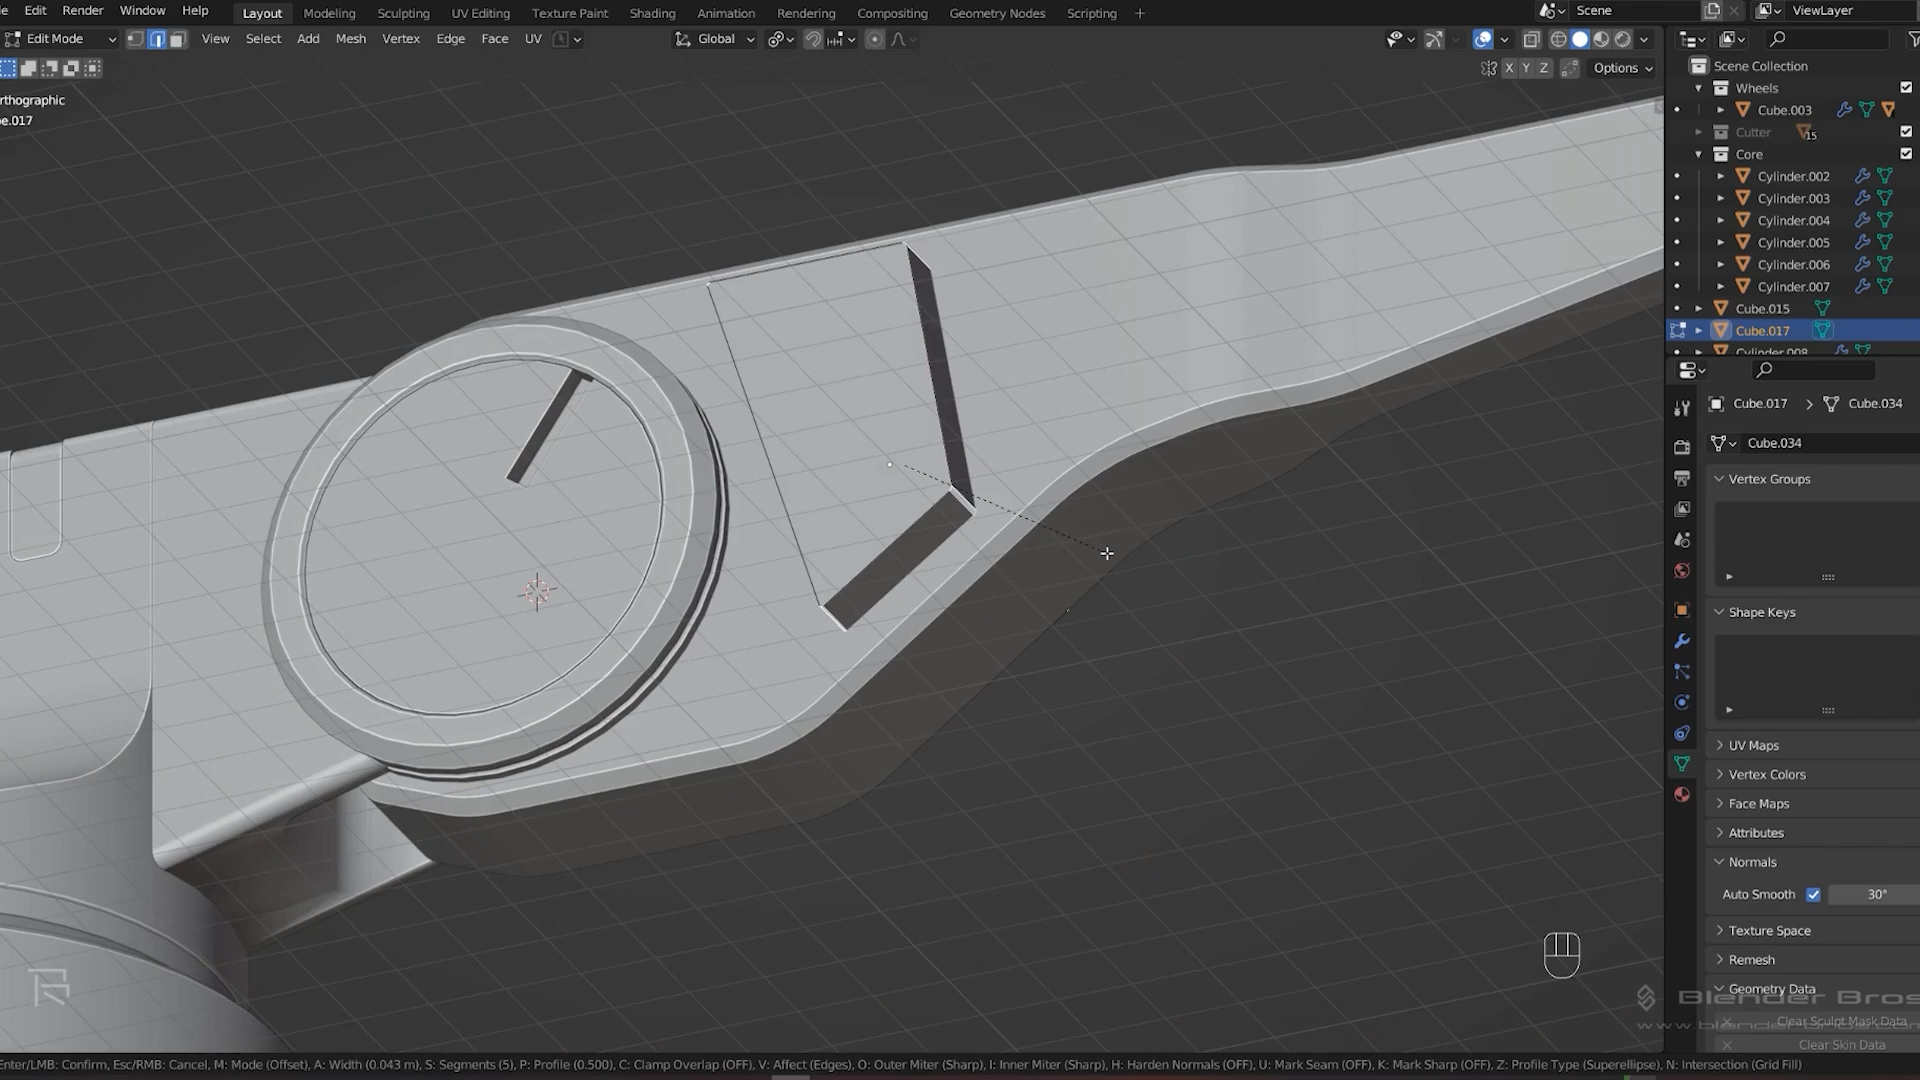 Edit Render Window Help Layout Modeling Sculpting UV Editing Texture Paint Shading Animation Rendering Compositing Geometry Nodes Scripting + Scene ViewLayer
Edit Mode View Select Add Mesh Vertex Edge Face UV Global
X Y Z Options
rthographic
e.017
Scene Collection
Wheels
Cube.003
Cutter 15
Core
Cylinder.002
Cylinder.003
Cylinder.004
Cylinder.005
Cylinder.006
Cylinder.007
Cube.015
Cube.017
Cylinder.008
Cube.017 > Cube.034
Cube.034
Vertex Groups
Shape Keys
UV Maps
Vertex Colors
Face Maps
Attributes
Normals
Auto Smooth 30°
Texture Space
Remesh
Geometry Data
Blender Bros
Clear Sculpt Mask Data
Clear Skin Data
Enter/LMB: Confirm, Esc/RMB: Cancel, M: Mode (Offset), A: Width (0.043 m), S: Segments (5), P: Profile (0.500), C: Clamp Overlap (OFF), V: Affect (Edges), O: Outer Miter (Sharp), I: Inner Miter (Sharp), H: Harden Normals (OFF), U: Mark Seam (OFF), K: Mark Sharp (OFF), Z: Profile Type (Superellipse), N: Intersection (Grid Fill)